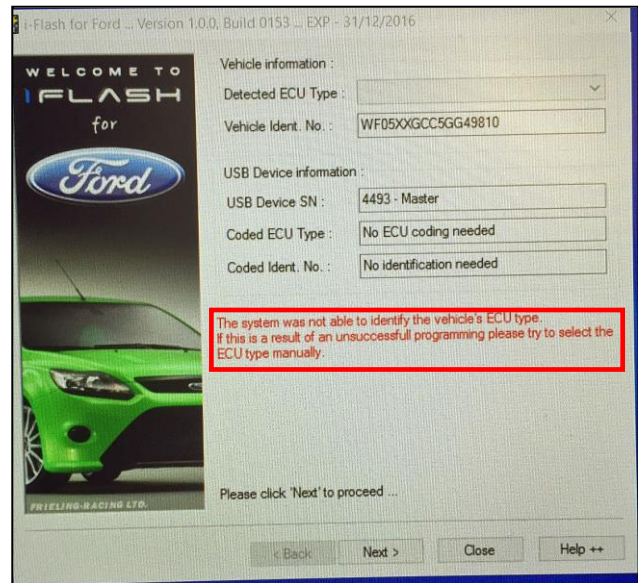 i-Flash for Ford ... Version 1.0.0, Build 0153 ... EXP - 31/12/2016
WELCOME TO
IFLASH
for
Ford
FRIELING-RACING LTD.
Vehicle information :
Detected ECU Type :
Vehicle Ident. No. : WF05XXGCC5GG49810
USB Device information :
USB Device SN : 4493 - Master
Coded ECU Type : No ECU coding needed
Coded Ident. No. : No identification needed
The system was not able to identify the vehicle's ECU type.
If this is a result of an unsuccessfull programming please try to select the
ECU type manually.
Please click 'Next' to proceed ...
< Back Next > Close Help ++